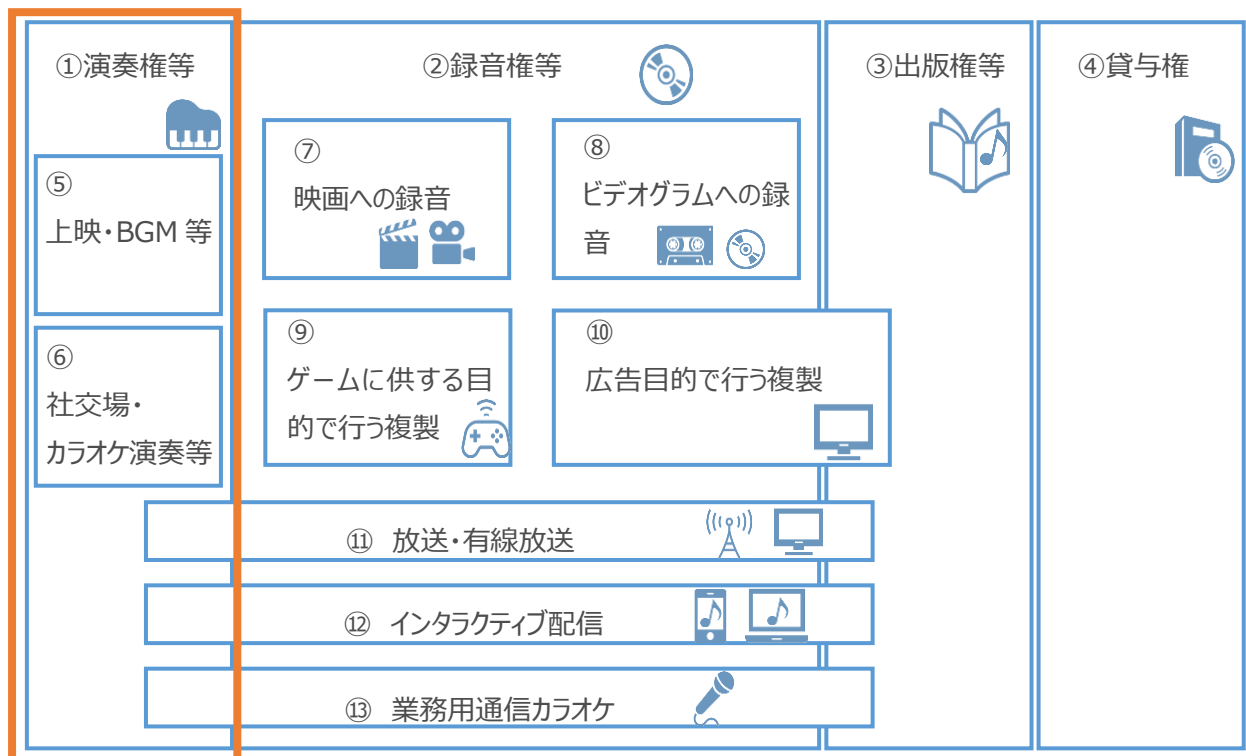 ①演奏権等
②録音権等
③出版権等
④貸与権
⑤
上映・BGM 等
⑥
社交場・
カラオケ演奏等
⑦
映画への録音
⑧
ビデオグラムへの録
音
⑨
ゲームに供する目
的で行う複製
⑩
広告目的で行う複製
⑪ 放送・有線放送
⑫ インタラクティブ配信
⑬ 業務用通信カラオケ